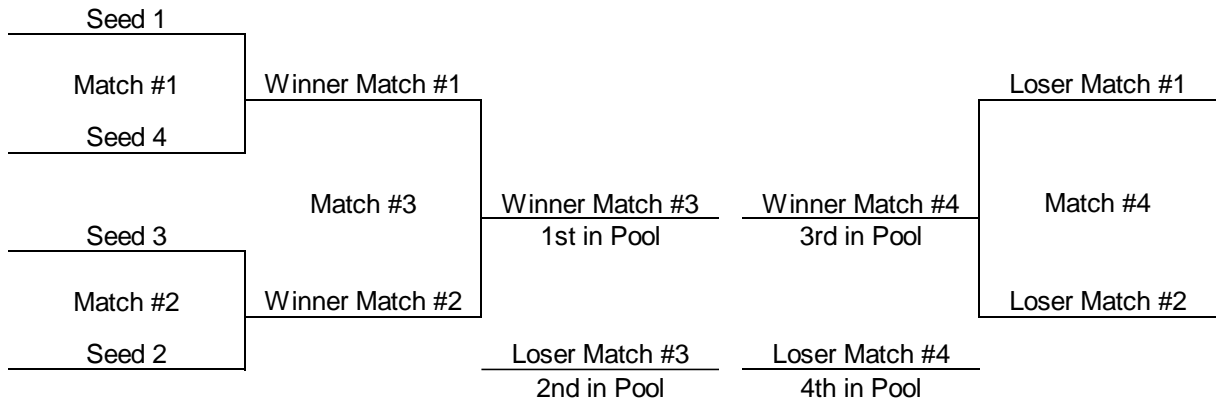 Seed 1
Match #1
Winner Match #1
Loser Match #1
Seed 4
Match #3
Winner Match #3
Winner Match #4
Match #4
1st in Pool
3rd in Pool
Seed 3
Match #2
Winner Match #2
Loser Match #2
Seed 2
Loser Match #3
Loser Match #4
2nd in Pool
4th in Pool